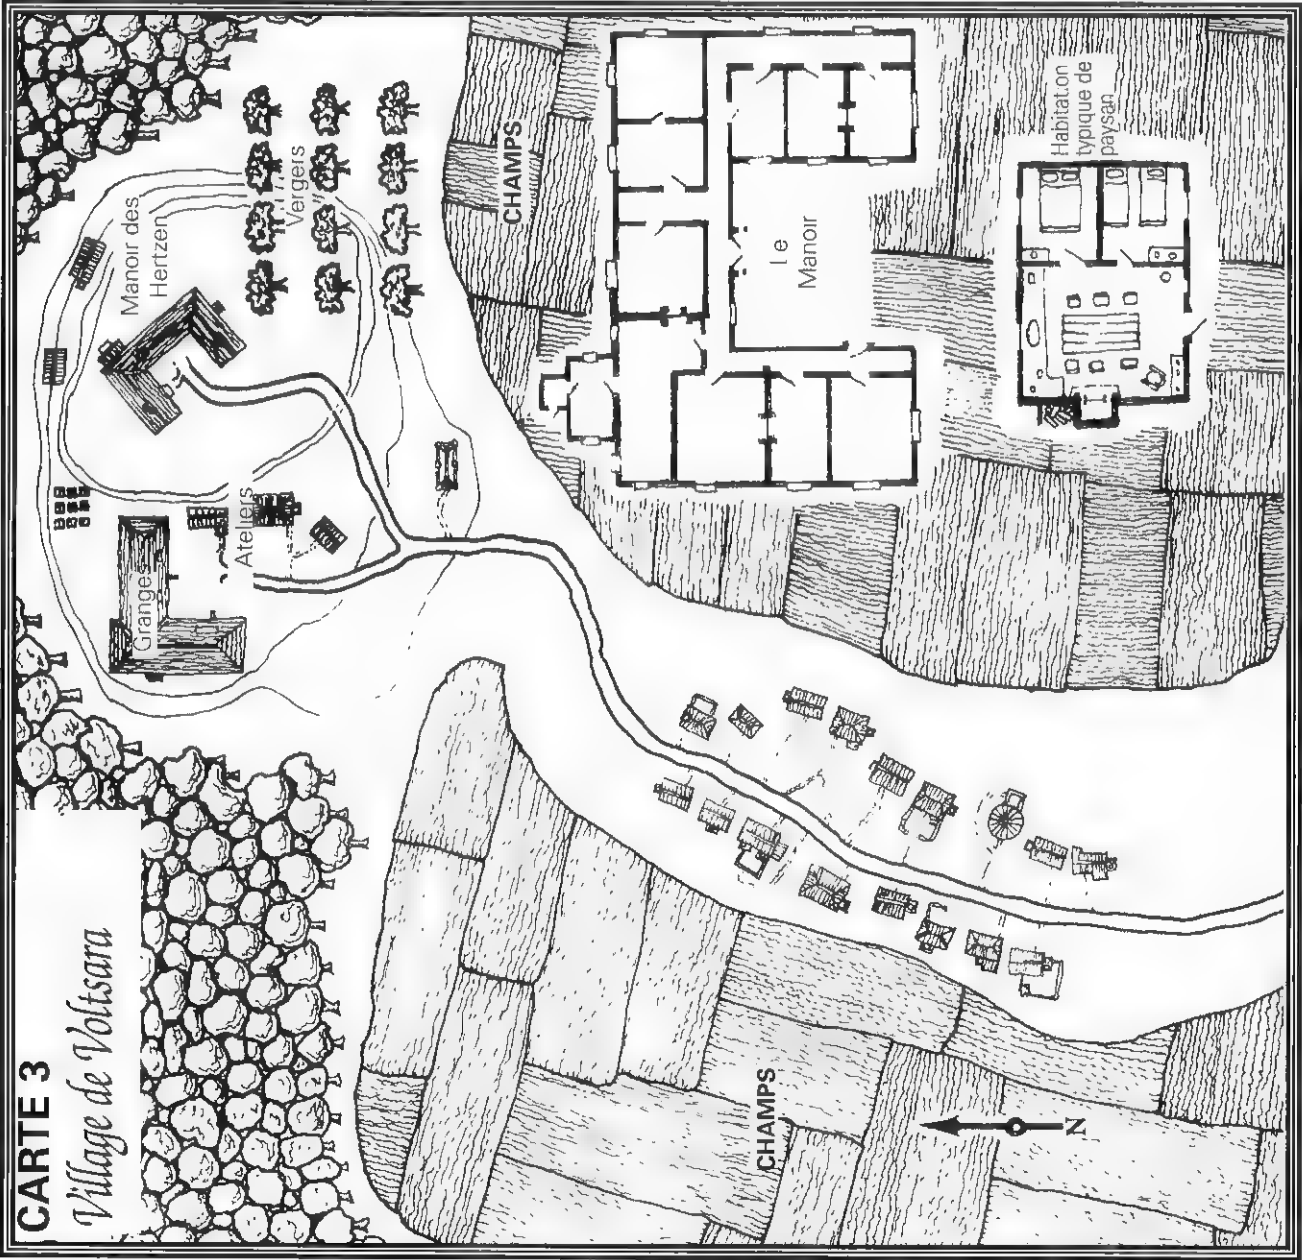 CARTE 3
Village de Voltsara
Granges
Ateliers
Manoir des
Hertzen
Vergers
CHAMPS
CHAMPS
Le
Manoir
Habitation
typique de
paysan
N